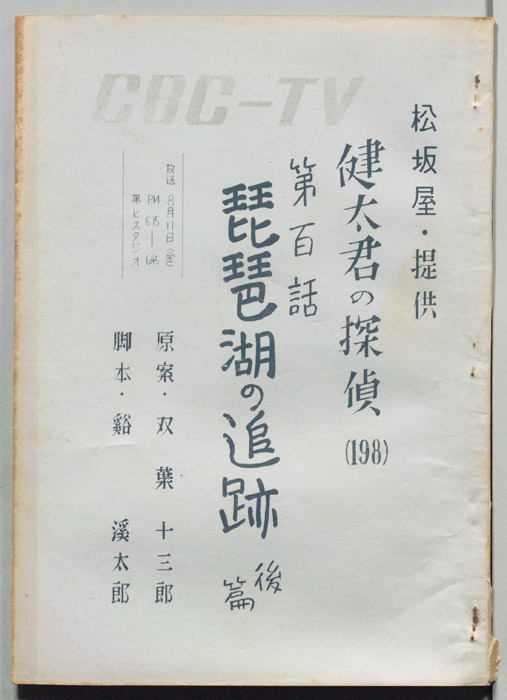 CBC-TV
松坂屋・提供
健太君の探偵
(198)
第百話
琵琶湖の追跡
後篇
放送 8月11日(金)
PM 6:15―6:45
第ヒスタジオ
原案・双葉十三郎
脚本・谿渓太郎